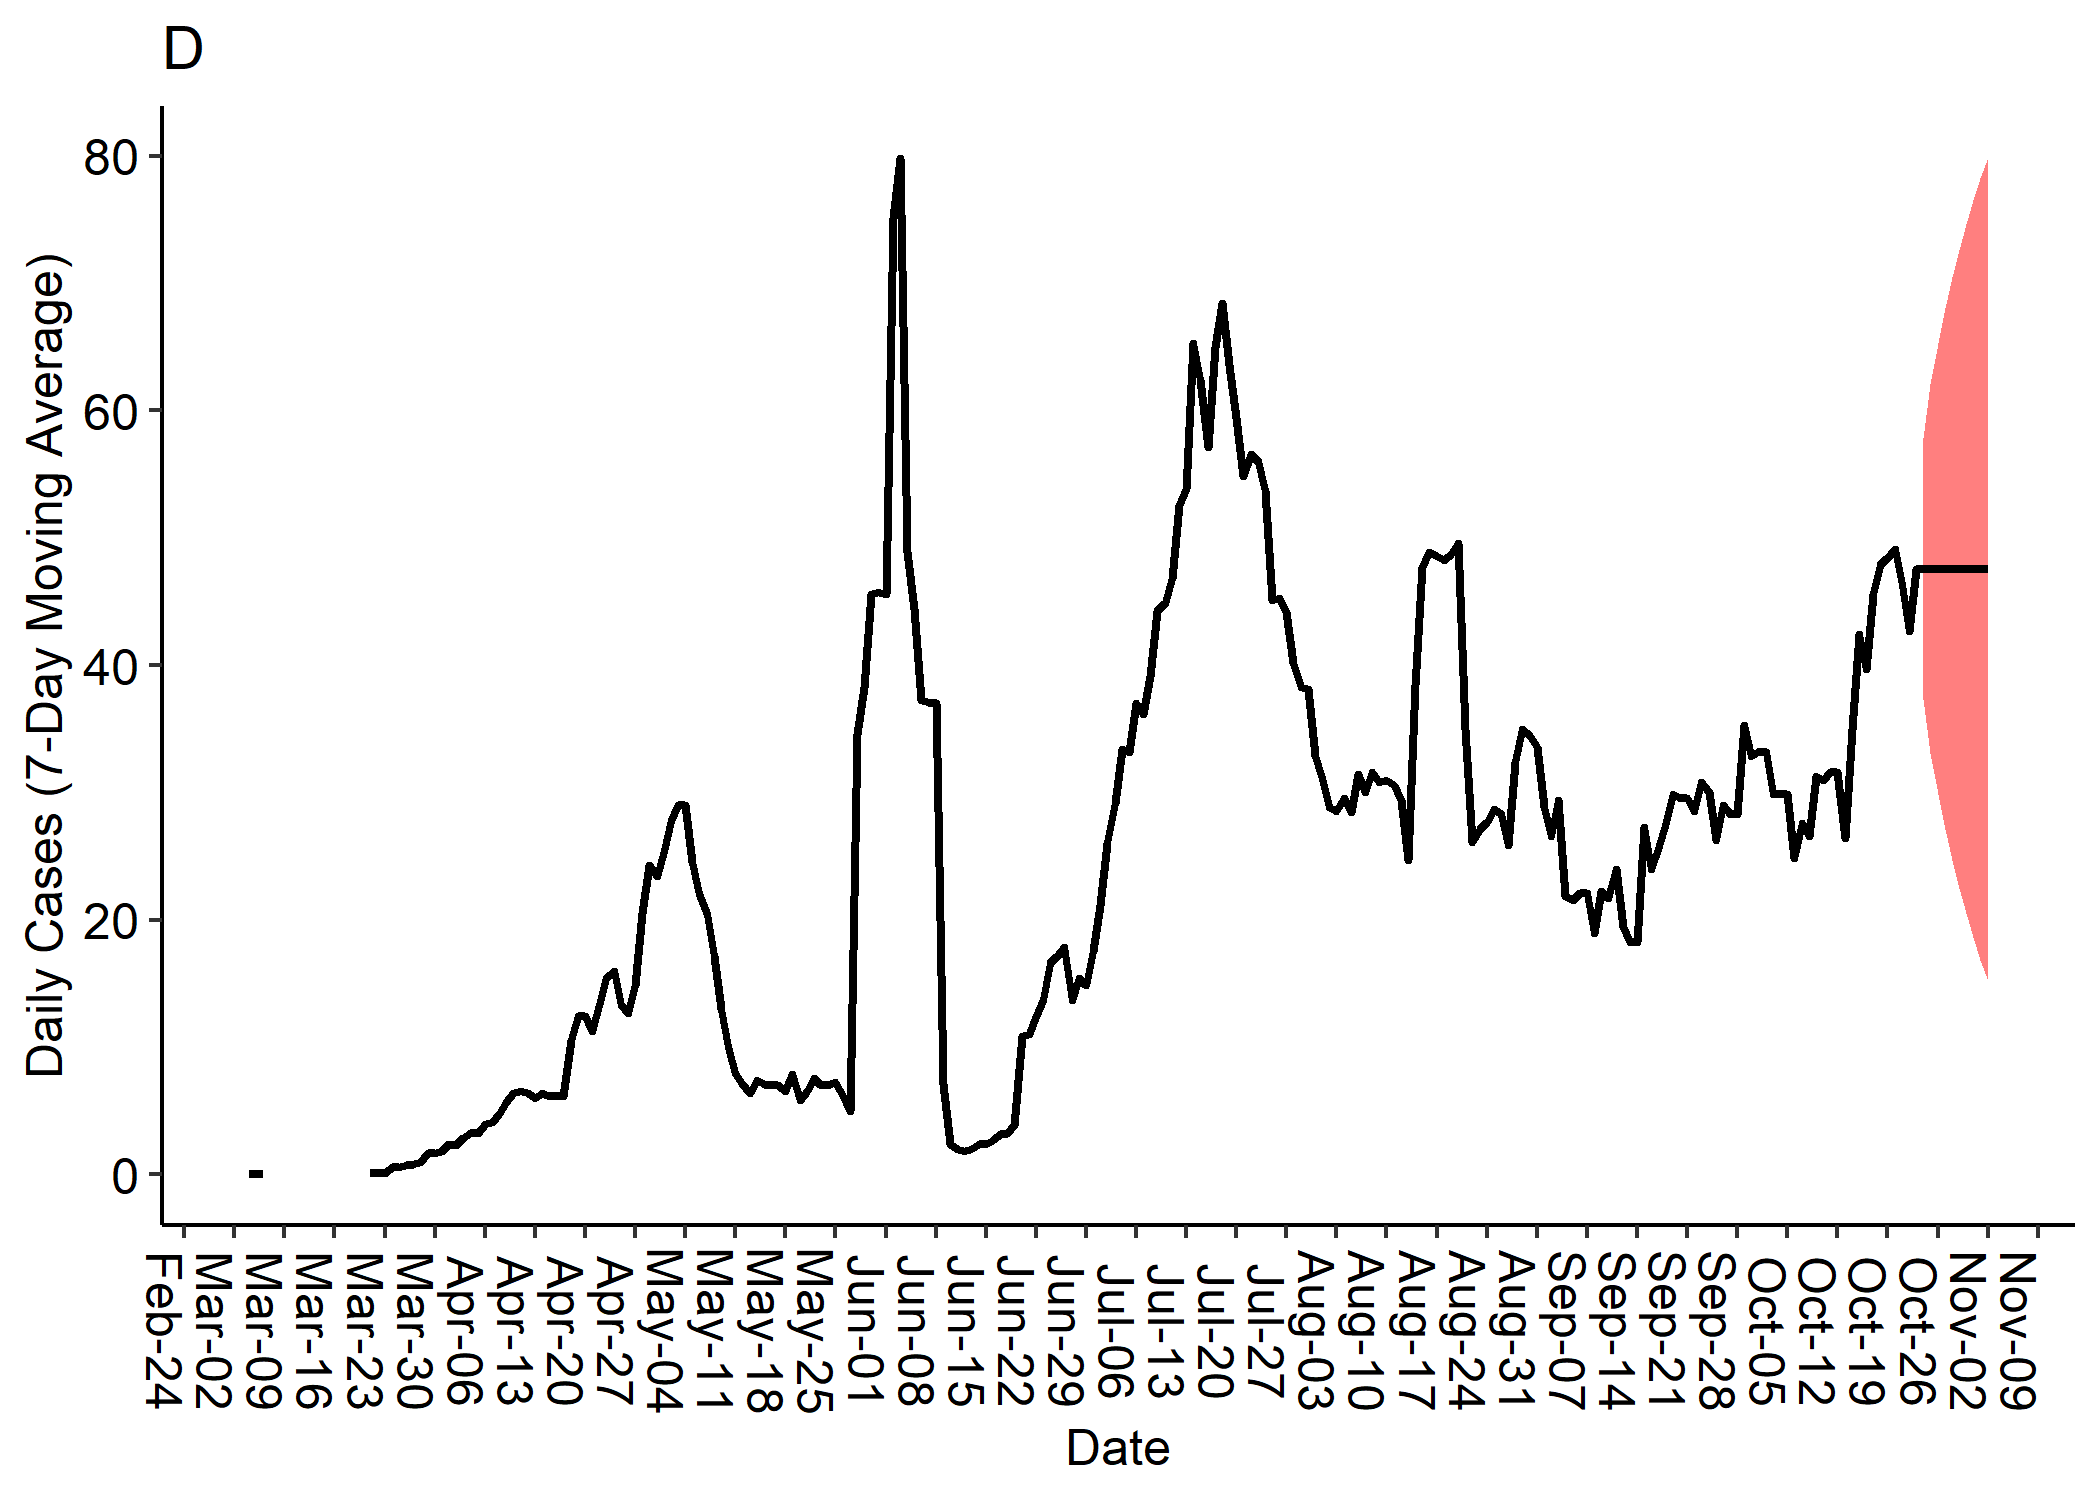 D
Daily Cases (7-Day Moving Average)
80
60
40
20
0
Feb-24
Mar-02
Mar-09
Mar-16
Mar-23
Mar-30
Apr-06
Apr-13
Apr-20
Apr-27
May-04
May-11
May-18
May-25
Jun-01
Jun-08
Jun-15
Jun-22
Jun-29
Jul-06
Jul-13
Jul-20
Jul-27
Aug-03
Aug-10
Aug-17
Aug-24
Aug-31
Sep-07
Sep-14
Sep-21
Sep-28
Oct-05
Oct-12
Oct-19
Oct-26
Nov-02
Nov-09
Date